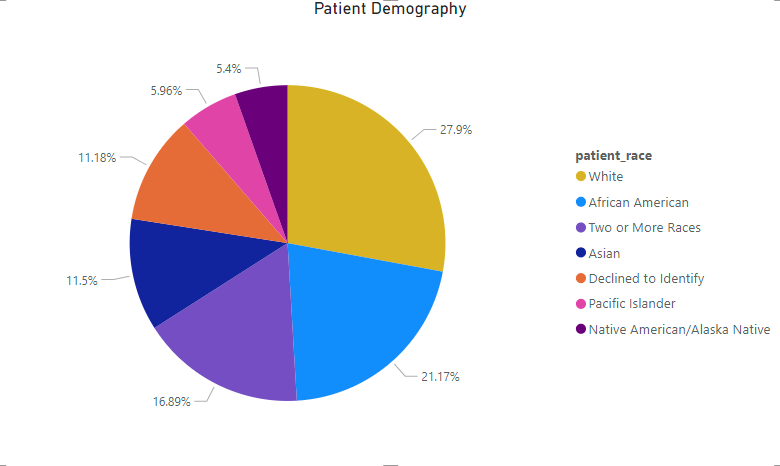 Patient Demography
5.4%
5.96%
11.18%
11.5%
16.89%
27.9%
21.17%
patient_race
White
African American
Two or More Races
Asian
Declined to Identify
Pacific Islander
Native American/Alaska Native